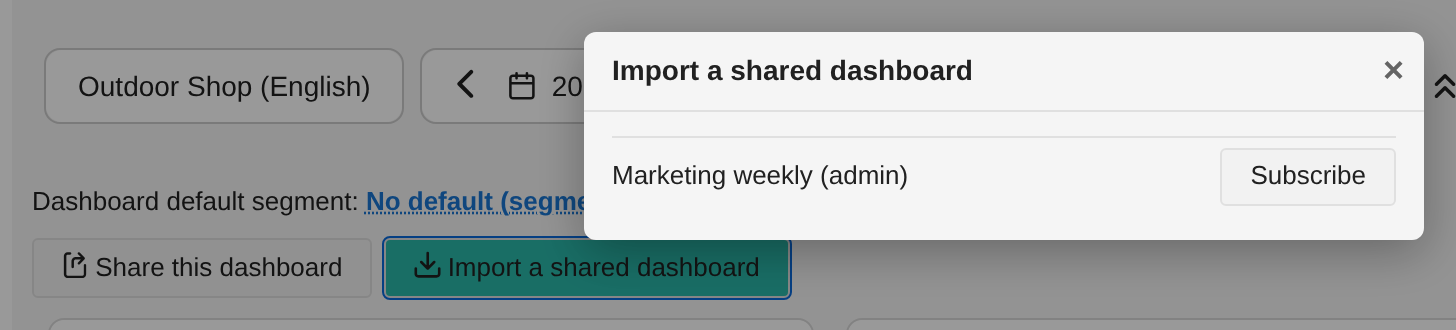 Outdoor Shop (English)
20
Import a shared dashboard
×
Marketing weekly (admin)
Subscribe
Dashboard default segment: No default (segme
Share this dashboard
Import a shared dashboard